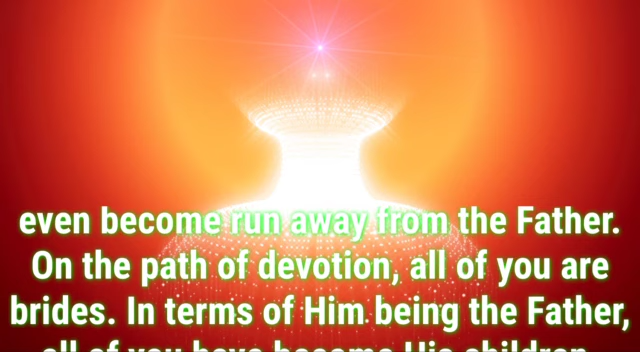 even become run away from the Father.
On the path of devotion, all of you are
brides. In terms of Him being the Father,
all of you have become His children.